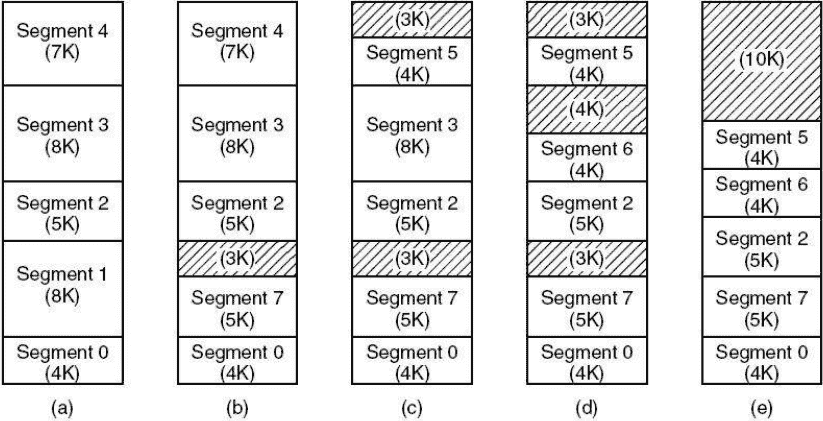 Segment 4
(7K)
Segment 3
(8K)
Segment 2
(5K)
Segment 1
(8K)
Segment 0
(4K)
(a)
Segment 4
(7K)
Segment 3
(8K)
Segment 2
(5K)
(3K)
Segment 7
(5K)
Segment 0
(4K)
(b)
(3K)
Segment 5
(4K)
Segment 3
(8K)
Segment 2
(5K)
(3K)
Segment 7
(5K)
Segment 0
(4K)
(c)
(3K)
Segment 5
(4K)
(4K)
Segment 6
(4K)
Segment 2
(5K)
(3K)
Segment 7
(5K)
Segment 0
(4K)
(d)
(10K)
Segment 5
(4K)
Segment 6
(4K)
Segment 2
(5K)
Segment 7
(5K)
Segment 0
(4K)
(e)